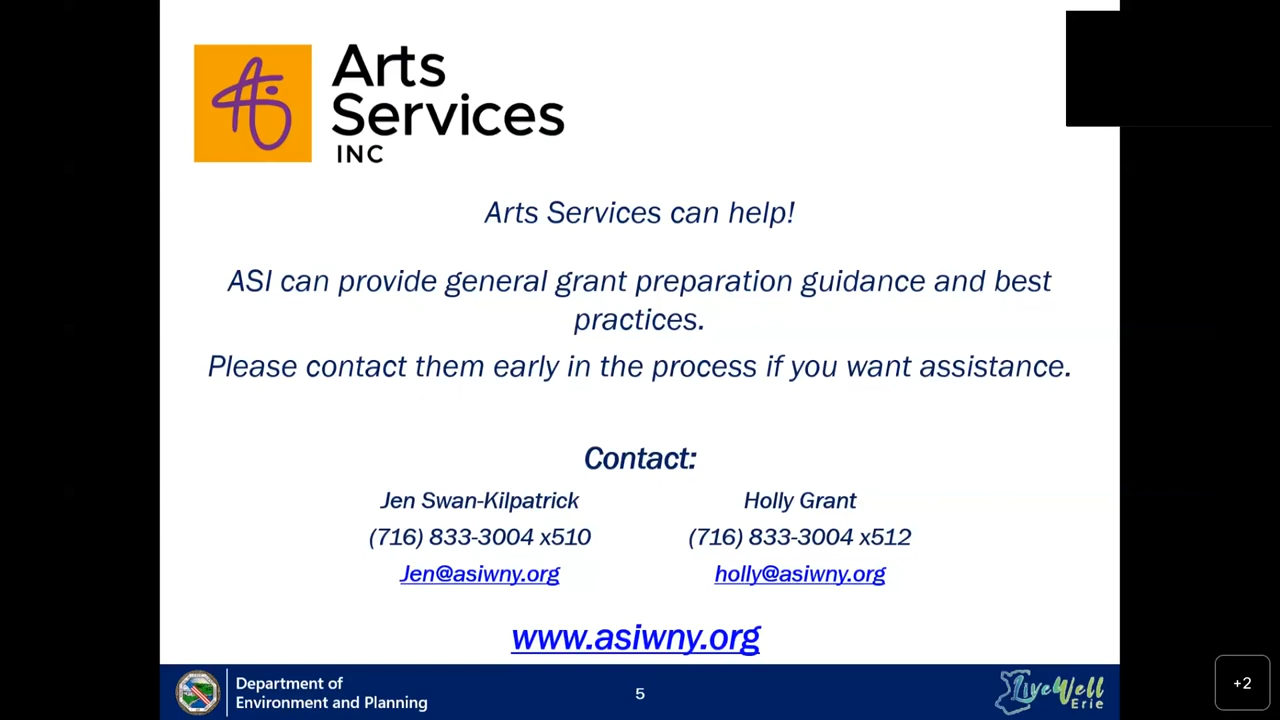 Arts
Services
INC
Arts Services can help!
ASI can provide general grant preparation guidance and best
practices.
Please contact them early in the process if you want assistance.
Contact:
Jen Swan-Kilpatrick
(716) 833-3004 x510
Jen@asiwny.org
Holly Grant
(716) 833-3004 x512
holly@asiwny.org
www.asiwny.org
Department of
Environment and Planning
5
LiveWell
Erie
+2